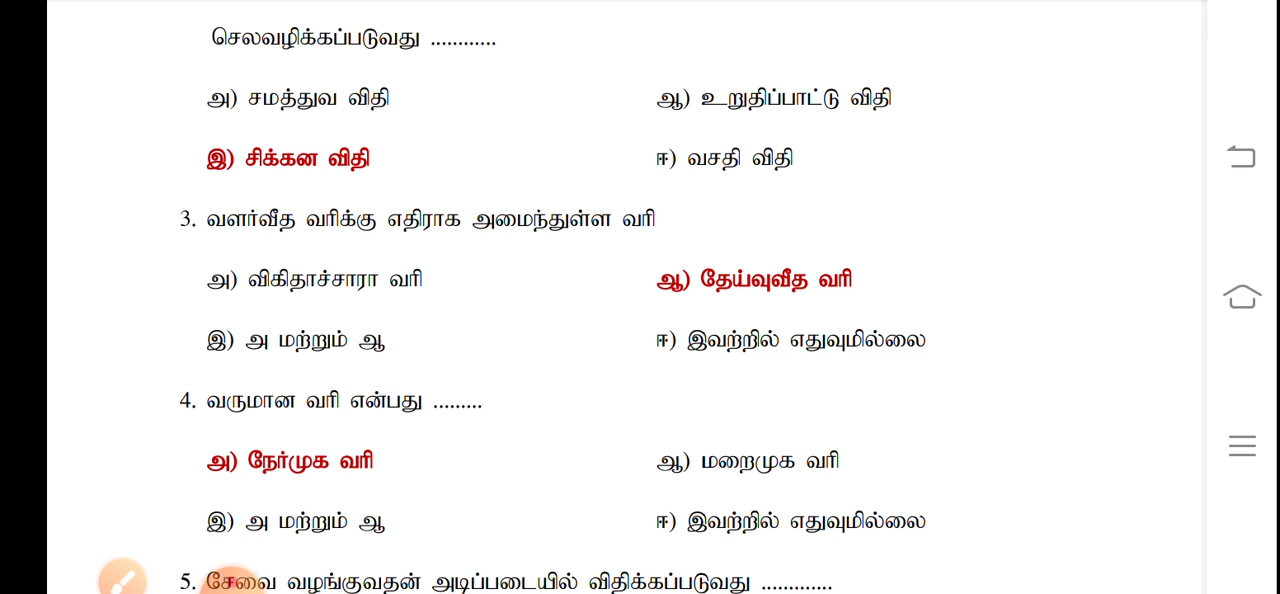 செலவழிக்கப்படுவது ............
அ) சமத்துவ விதி ஆ) உறுதிப்பாட்டு விதி
இ) சிக்கன விதி ஈ) வசதி விதி
3. வளர்வீத வரிக்கு எதிராக அமைந்துள்ள வரி
அ) விகிதாச்சாரா வரி ஆ) தேய்வுவீத வரி
இ) அ மற்றும் ஆ ஈ) இவற்றில் எதுவுமில்லை
4. வருமான வரி என்பது .........
அ) நேர்முக வரி ஆ) மறைமுக வரி
இ) அ மற்றும் ஆ ஈ) இவற்றில் எதுவுமில்லை
5. சேவை வழங்குவதன் அடிப்படையில் விதிக்கப்படுவது .............